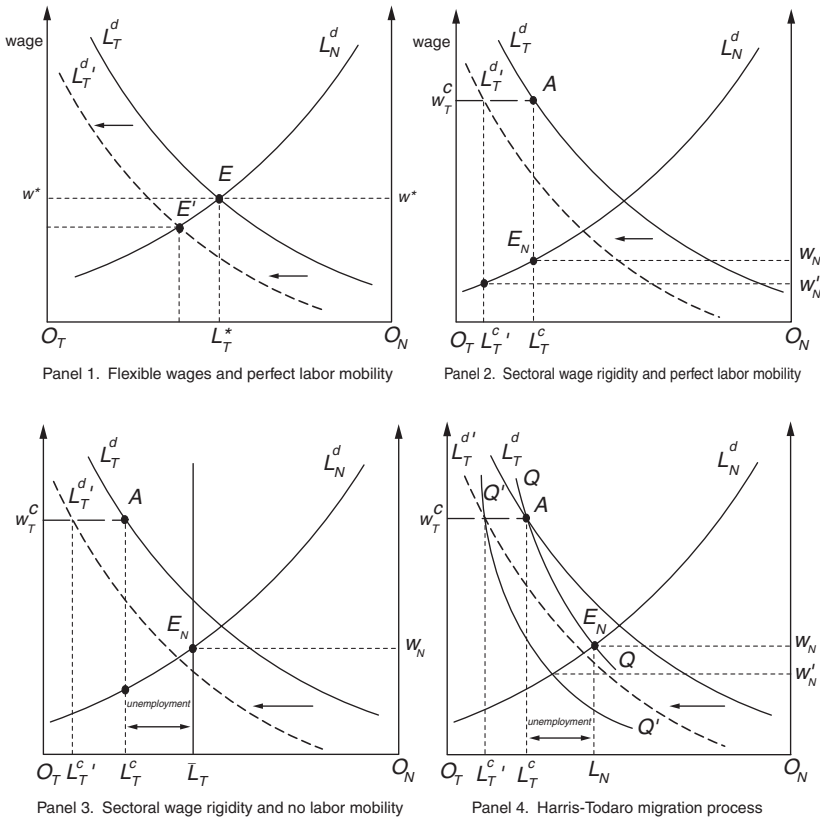 wage
L_T^d
L_N^d
L_T^d'
w*
E
w*
E'
O_T
L_T^*
O_N
Panel 1. Flexible wages and perfect labor mobility
wage
L_T^d
L_N^d
L_T^d'
w_T^c
A
E_N
w_N
w'_N
O_T
L_T^c'
L_T^c
O_N
Panel 2. Sectoral wage rigidity and perfect labor mobility
L_T^d
L_N^d
L_T^d'
w_T^c
A
E_N
w_N
unemployment
O_T
L_T^c'
L_T^c
L̄_T
O_N
Panel 3. Sectoral wage rigidity and no labor mobility
L_T^d'
L_T^d
L_N^d
Q'
Q
w_T^c
A
E_N
w_N
Q
w'_N
unemployment
Q'
O_T
L_T^c'
L_T^c
L_N
O_N
Panel 4. Harris-Todaro migration process